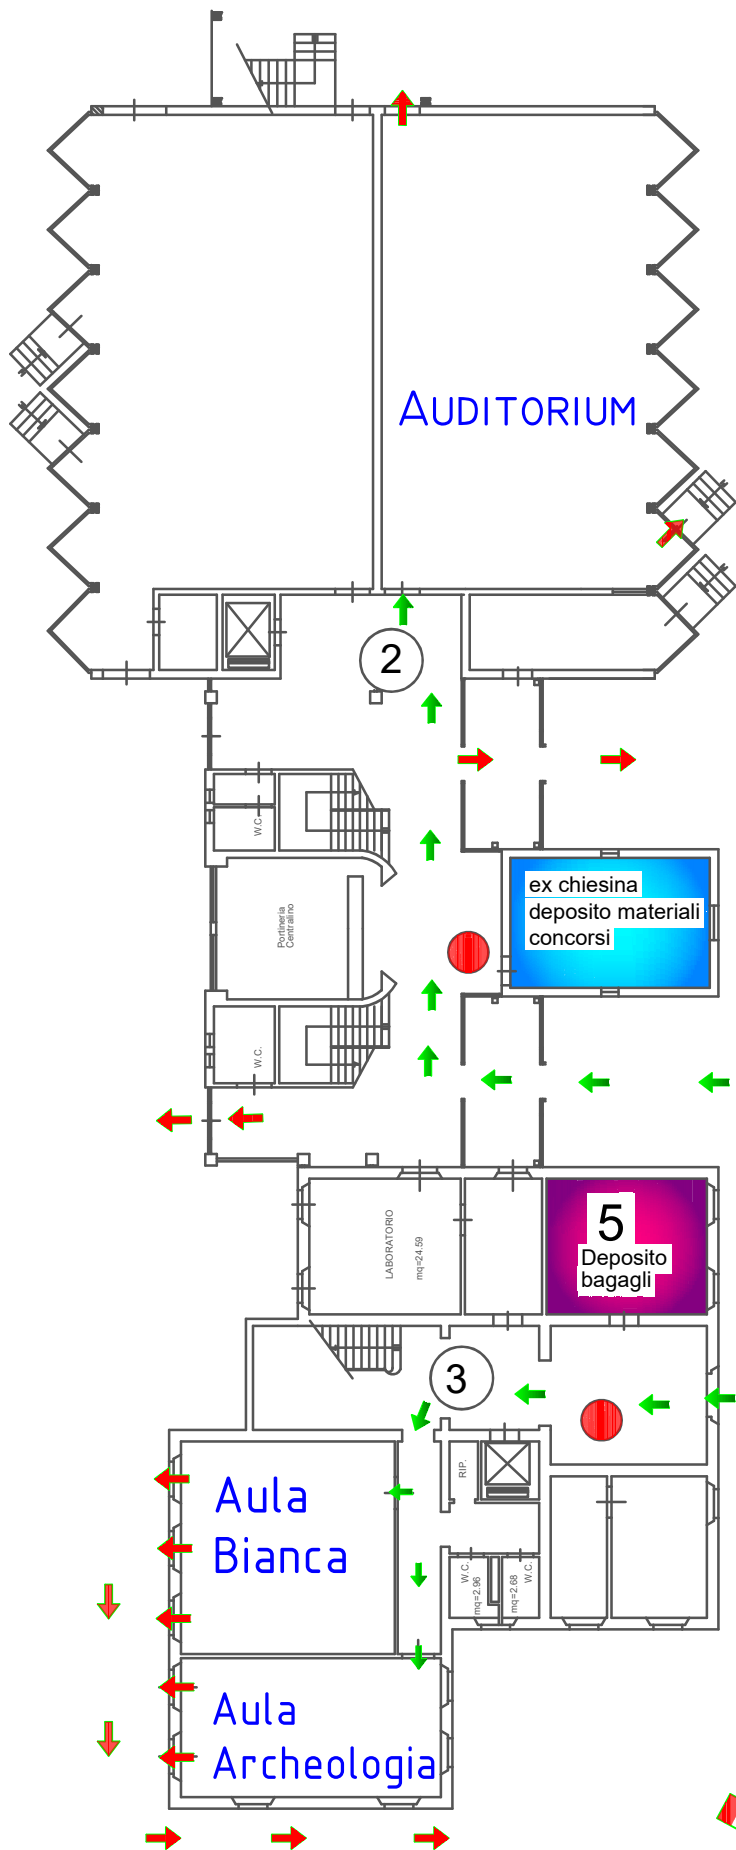 AUDITORIUM
2
W.C.
ex chiesina
deposito materiali
concorsi
Portineria
Centralino
W.C.
5
Deposito
bagagli
LABORATORIO
mq=24.59
3
RIP.
Aula
Bianca
W.C.
mq=2.96
W.C.
mq=2.68
Aula
Archeologia